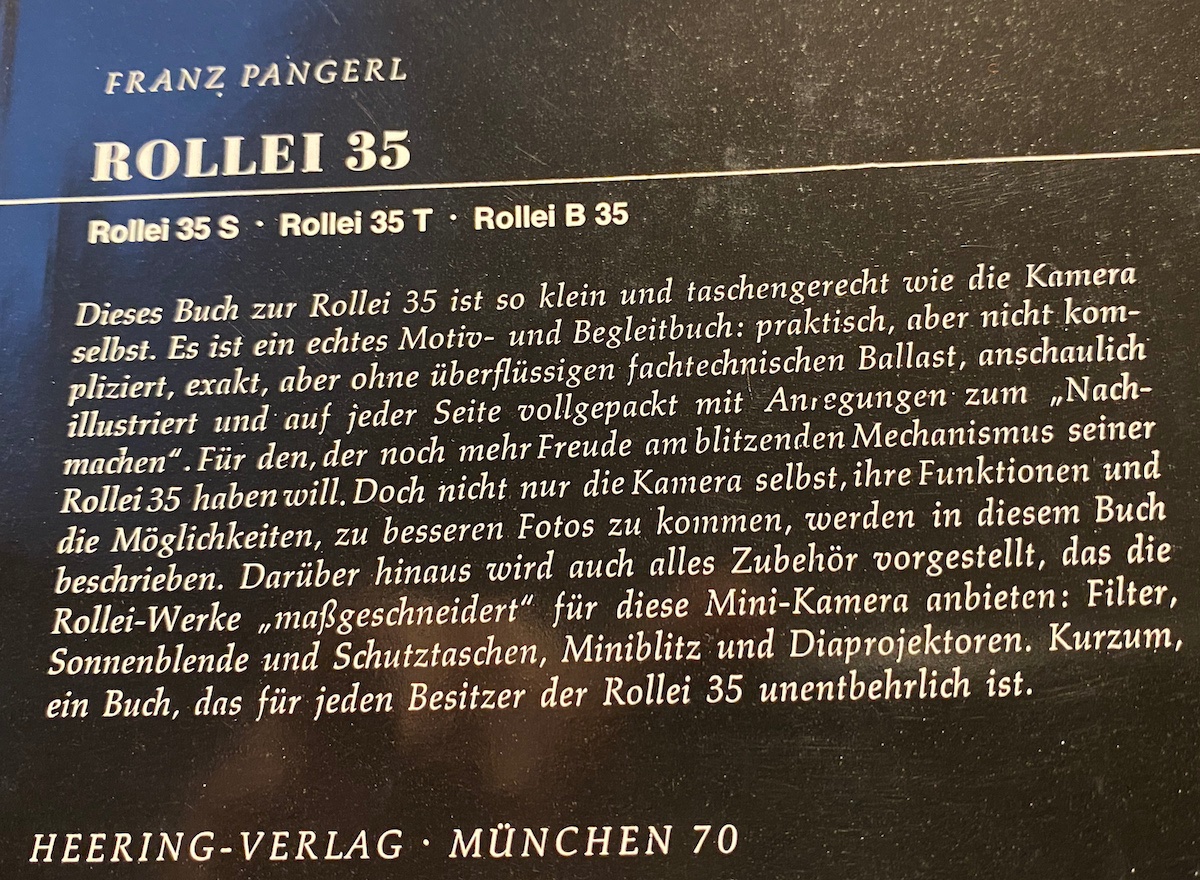 FRANZ PANGERL
ROLLEI 35
Rollei 35 S · Rollei 35 T · Rollei B 35
Dieses Buch zur Rollei 35 ist so klein und taschengerecht wie die Kamera
selbst. Es ist ein echtes Motiv- und Begleitbuch: praktisch, aber nicht kom-
pliziert, exakt, aber ohne überflüssigen fachtechnischen Ballast, anschaulich
illustriert und auf jeder Seite vollgepackt mit Anregungen zum „Nach-
machen“. Für den, der noch mehr Freude am blitzenden Mechanismus seiner
Rollei 35 haben will. Doch nicht nur die Kamera selbst, ihre Funktionen und
die Möglichkeiten, zu besseren Fotos zu kommen, werden in diesem Buch
beschrieben. Darüber hinaus wird auch alles Zubehör vorgestellt, das die
Rollei-Werke „maßgeschneidert“ für diese Mini-Kamera anbieten: Filter,
Sonnenblende und Schutztaschen, Miniblitz und Diaprojektoren. Kurzum,
ein Buch, das für jeden Besitzer der Rollei 35 unentbehrlich ist.
HEERING-VERLAG · MÜNCHEN 70